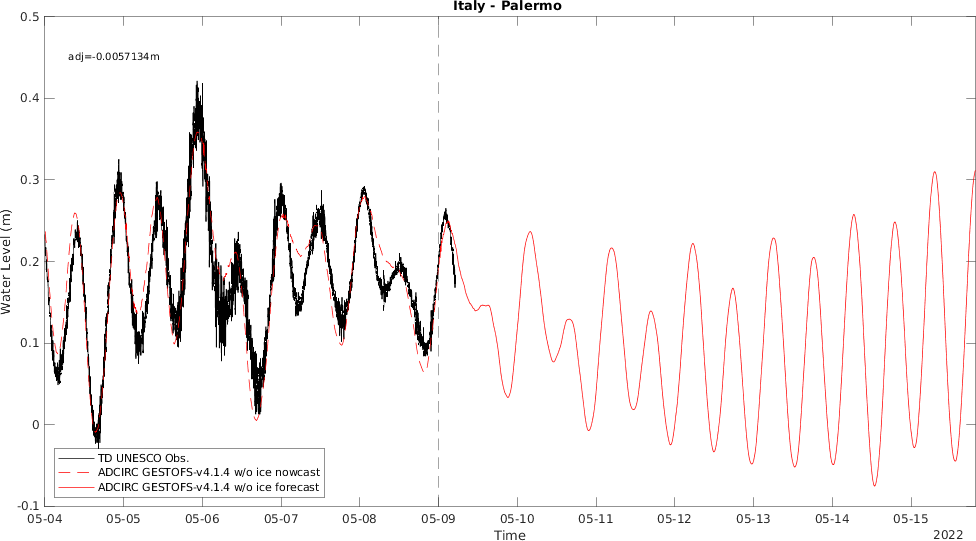 Italy - Palermo
0.5
adj=-0.0057134m
0.4
0.3
Water Level (m)
0.2
0.1
0
TD UNESCO Obs.
ADCIRC GESTOFS-v4.1.4 w/o ice nowcast
ADCIRC GESTOFS-v4.1.4 w/o ice forecast
-0.1
05-04 05-05 05-06 05-07 05-08 05-09 05-10 05-11 05-12 05-13 05-14 05-15
Time
2022